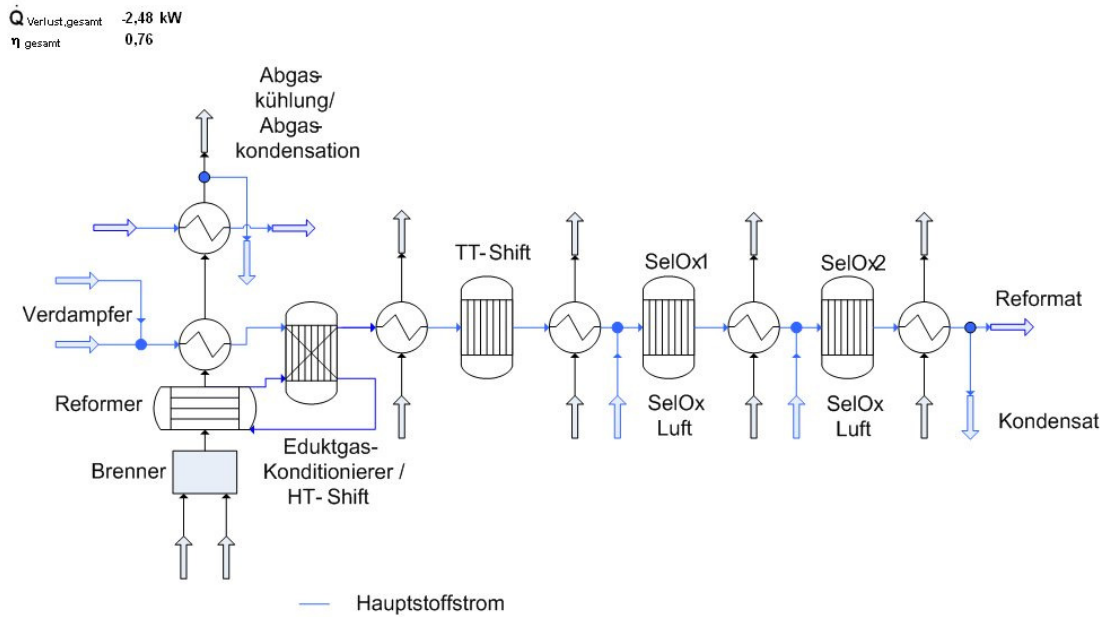 Q̇ Verlust,gesamt -2,48 kW
η gesamt 0,76
Abgas-
kühlung/
Abgas-
kondensation
TT-Shift
SelOx1
SelOx2
Verdampfer
Reformat
Reformer
SelOx
Luft
SelOx
Luft
Kondensat
Eduktgas-
Konditionierer /
HT- Shift
Brenner
Hauptstoffstrom